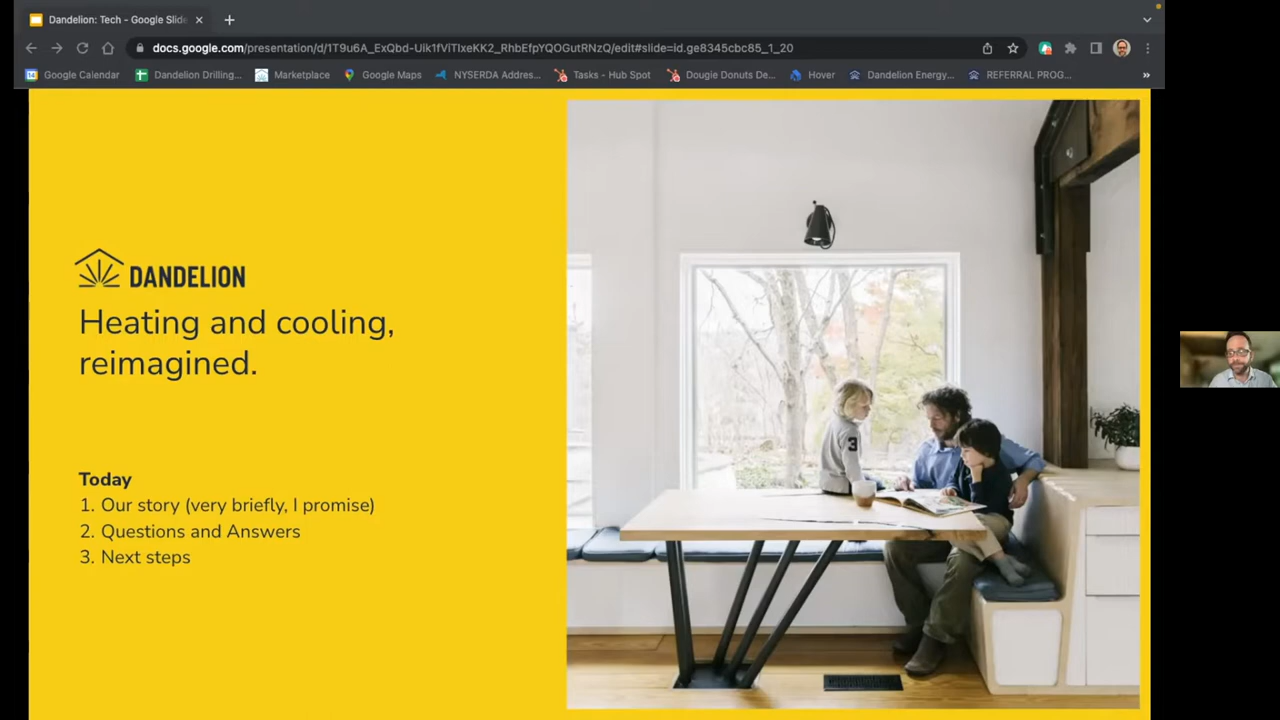 Dandelion: Tech - Google Slide
docs.google.com/presentation/d/1T9u6A_ExQbd-Uik1fViTIxeKK2_RhbEfpYQOGutRNzQ/edit#slide=id.ge8345cbc85_1_20
Google Calendar
Dandelion Drilling...
Marketplace
Google Maps
NYSERDA Addres...
Tasks - Hub Spot
Dougie Donuts De...
Hover
Dandelion Energy...
REFERRAL PROG...
DANDELION
Heating and cooling,
reimagined.
Today
1. Our story (very briefly, I promise)
2. Questions and Answers
3. Next steps
3